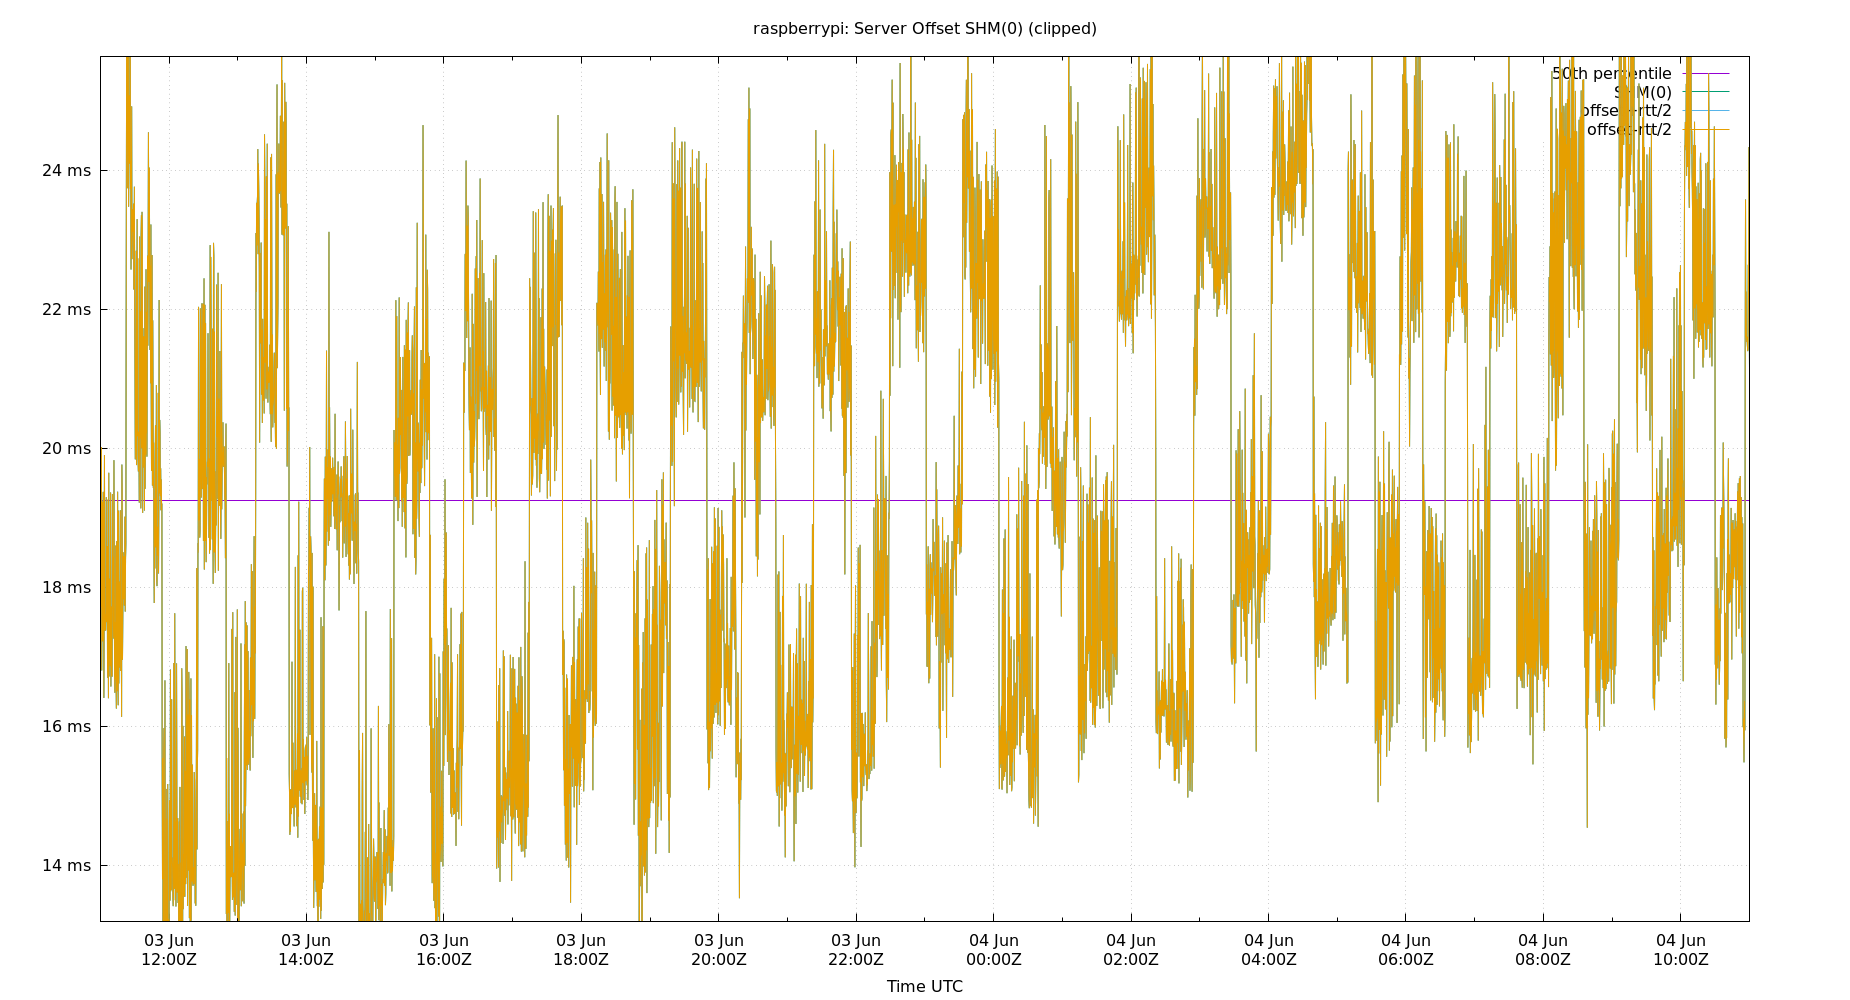 raspberrypi: Server Offset SHM(0) (clipped)
50th percentile
SHM(0)
offset-rtt/2
24 ms
22 ms
20 ms
18 ms
16 ms
14 ms
03 Jun 03 Jun 03 Jun 03 Jun 03 Jun 03 Jun 04 Jun 04 Jun 04 Jun 04 Jun 04 Jun 04 Jun
12:00Z 14:00Z 16:00Z 18:00Z 20:00Z 22:00Z 00:00Z 02:00Z 04:00Z 06:00Z 08:00Z 10:00Z
Time UTC